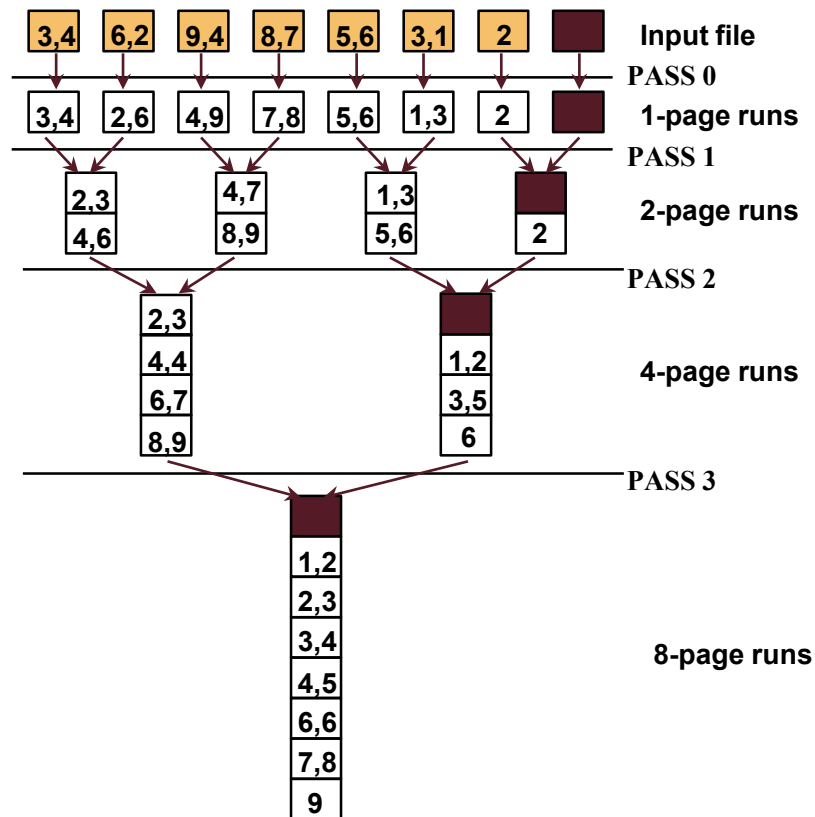 3,4 6,2 9,4 8,7 5,6 3,1 2 Input file
PASS 0
3,4 2,6 4,9 7,8 5,6 1,3 2 1-page runs
PASS 1
2,3 4,7 1,3
4,6 8,9 5,6 2
2-page runs
PASS 2
2,3
4,4 1,2
6,7 3,5
8,9 6
4-page runs
PASS 3
1,2
2,3
3,4
4,5
6,6
7,8
9
8-page runs